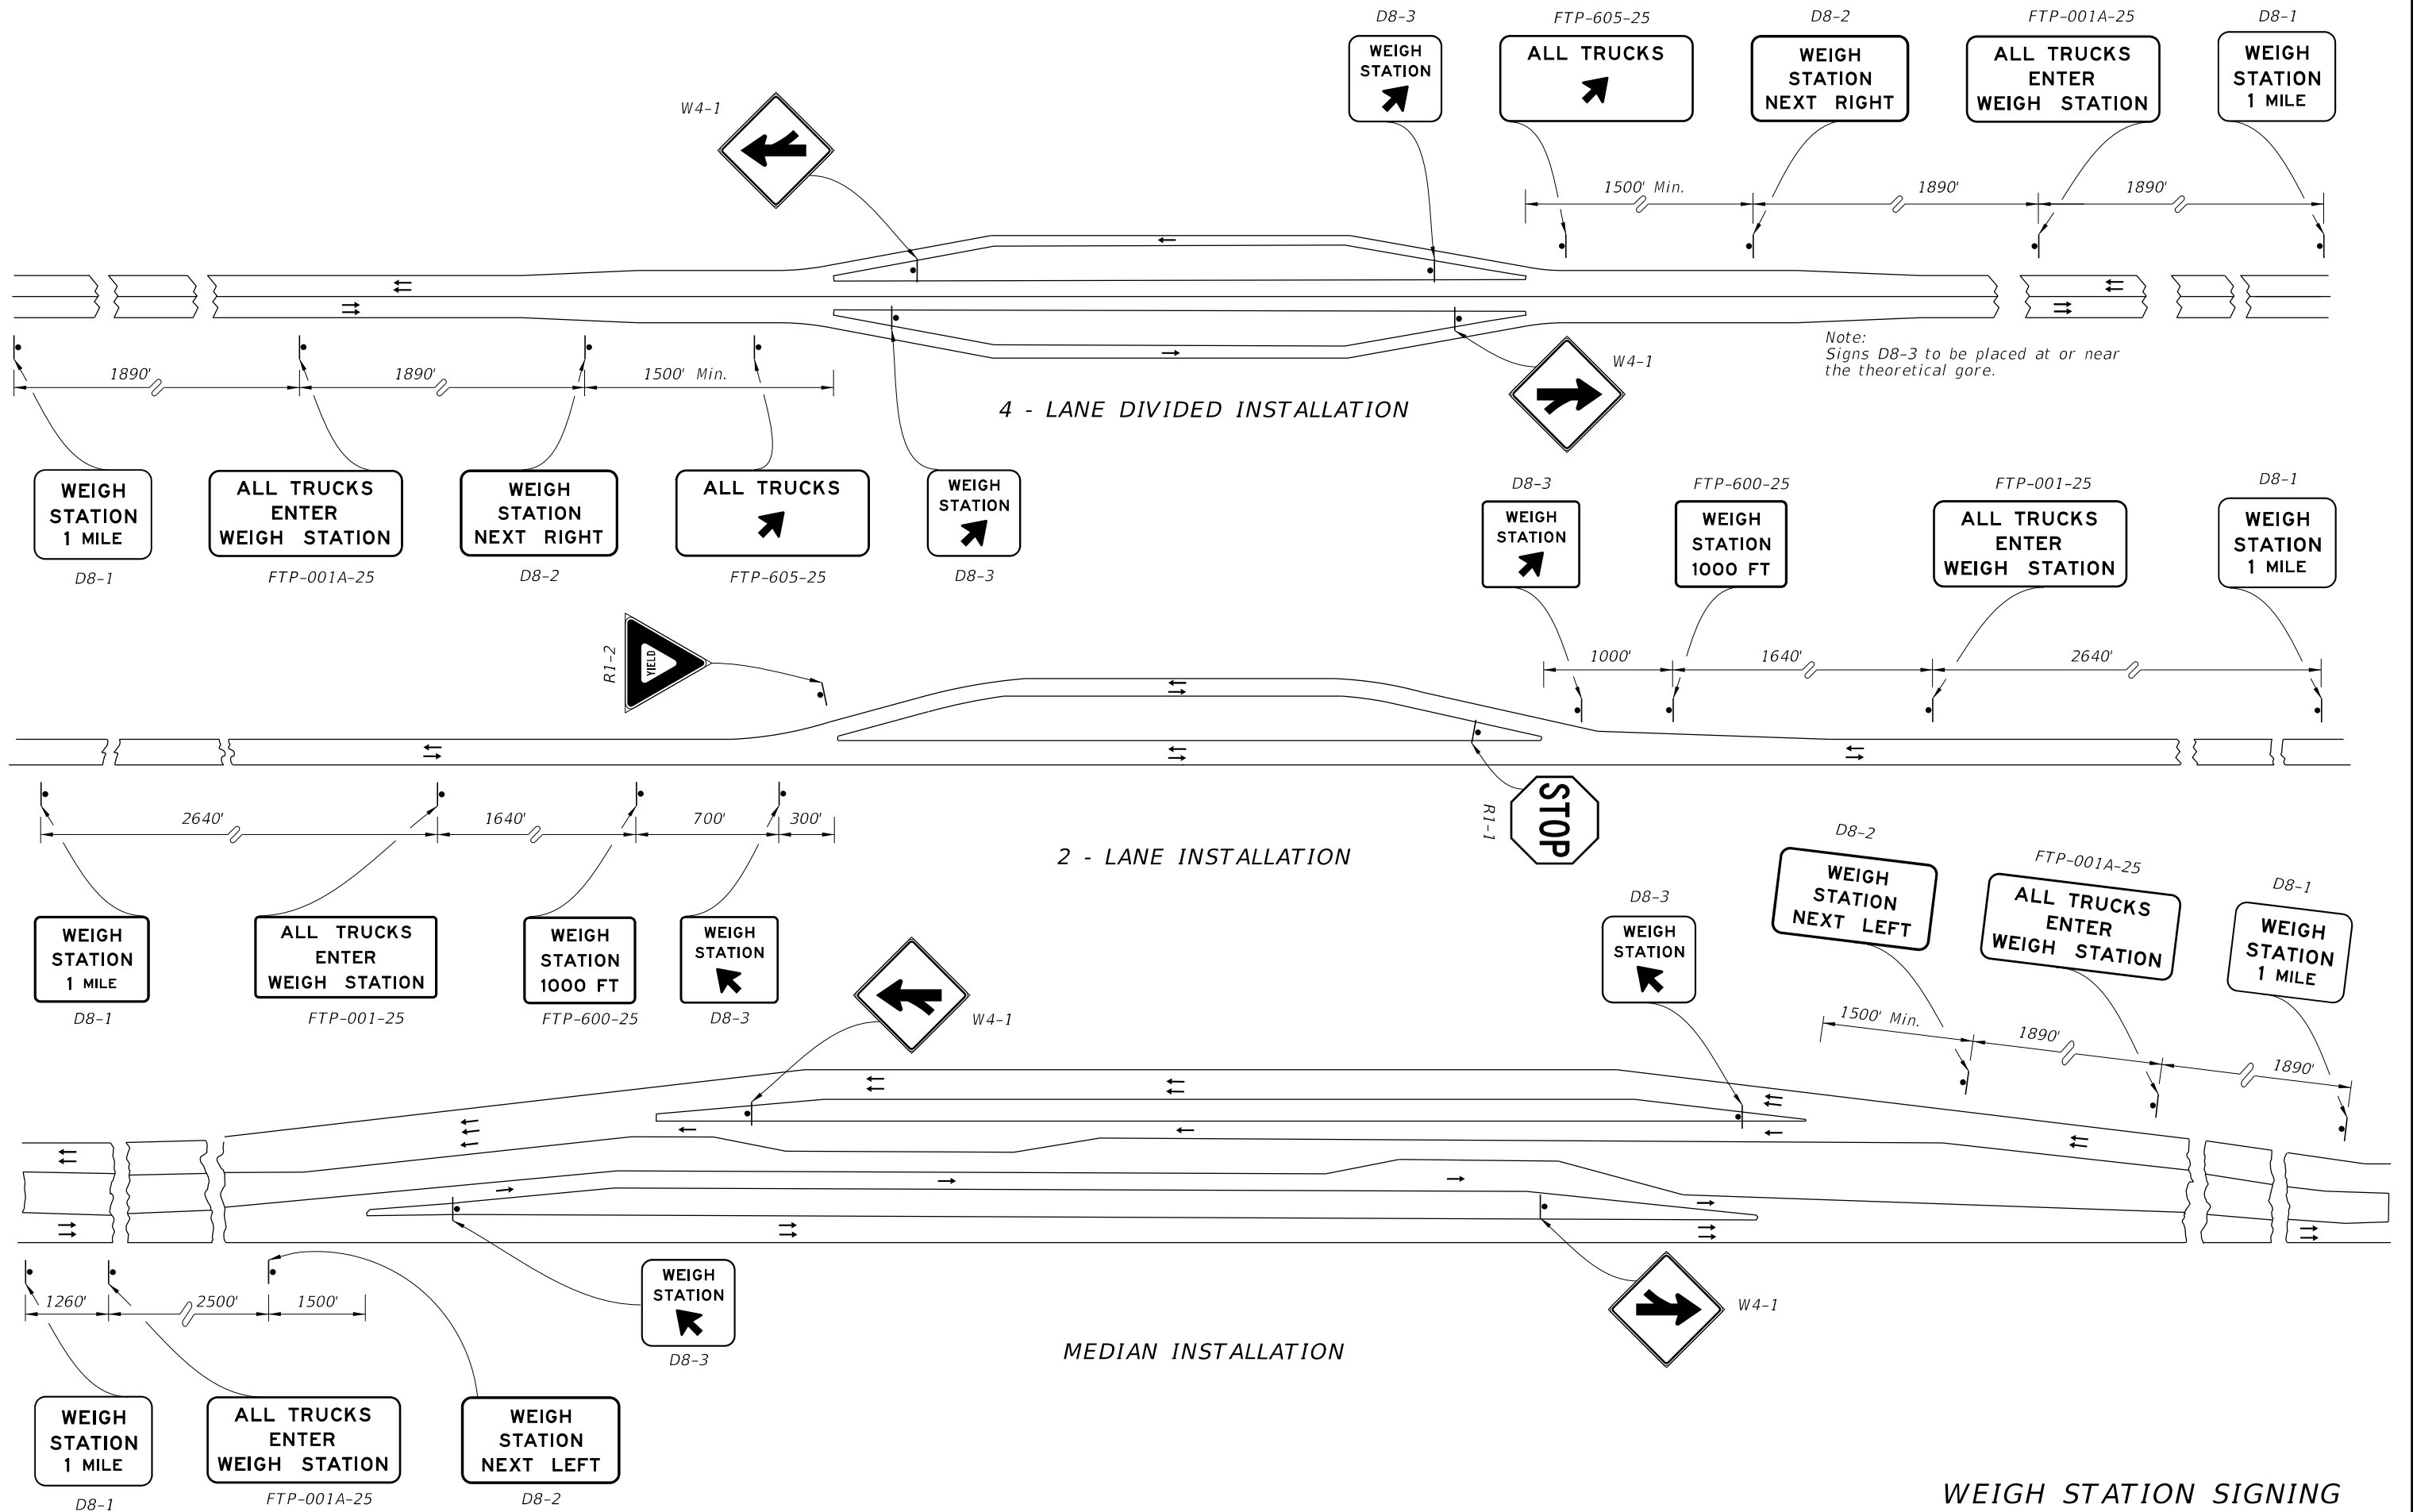 D8-3
FTP-605-25
D8-2
FTP-001A-25
D8-1
WEIGH
STATION
ALL TRUCKS
WEIGH
STATION
NEXT RIGHT
ALL TRUCKS
ENTER
WEIGH STATION
WEIGH
STATION
1 MILE
W4-1
1500' Min.
1890'
1890'
Note:
Signs D8-3 to be placed at or near
the theoretical gore.
W4-1
1890'
1890'
1500' Min.
4 - LANE DIVIDED INSTALLATION
WEIGH
STATION
1 MILE
D8-1
ALL TRUCKS
ENTER
WEIGH STATION
FTP-001A-25
WEIGH
STATION
NEXT RIGHT
D8-2
ALL TRUCKS
FTP-605-25
WEIGH
STATION
D8-3
D8-3
FTP-600-25
FTP-001-25
D8-1
WEIGH
STATION
WEIGH
STATION
1000 FT
ALL TRUCKS
ENTER
WEIGH STATION
WEIGH
STATION
1 MILE
R1-2
YIELD
1000'
1640'
2640'
2640'
1640'
700'
300'
R1-1
STOP
2 - LANE INSTALLATION
WEIGH
STATION
1 MILE
D8-1
ALL TRUCKS
ENTER
WEIGH STATION
FTP-001-25
WEIGH
STATION
1000 FT
FTP-600-25
WEIGH
STATION
D8-3
W4-1
D8-3
WEIGH
STATION
D8-2
WEIGH
STATION
NEXT LEFT
FTP-001A-25
ALL TRUCKS
ENTER
WEIGH STATION
D8-1
WEIGH
STATION
1 MILE
1500' Min.
1890'
1890'
1260'
2500'
1500'
WEIGH
STATION
D8-3
W4-1
MEDIAN INSTALLATION
WEIGH
STATION
1 MILE
D8-1
ALL TRUCKS
ENTER
WEIGH STATION
FTP-001A-25
WEIGH
STATION
NEXT LEFT
D8-2
WEIGH STATION SIGNING